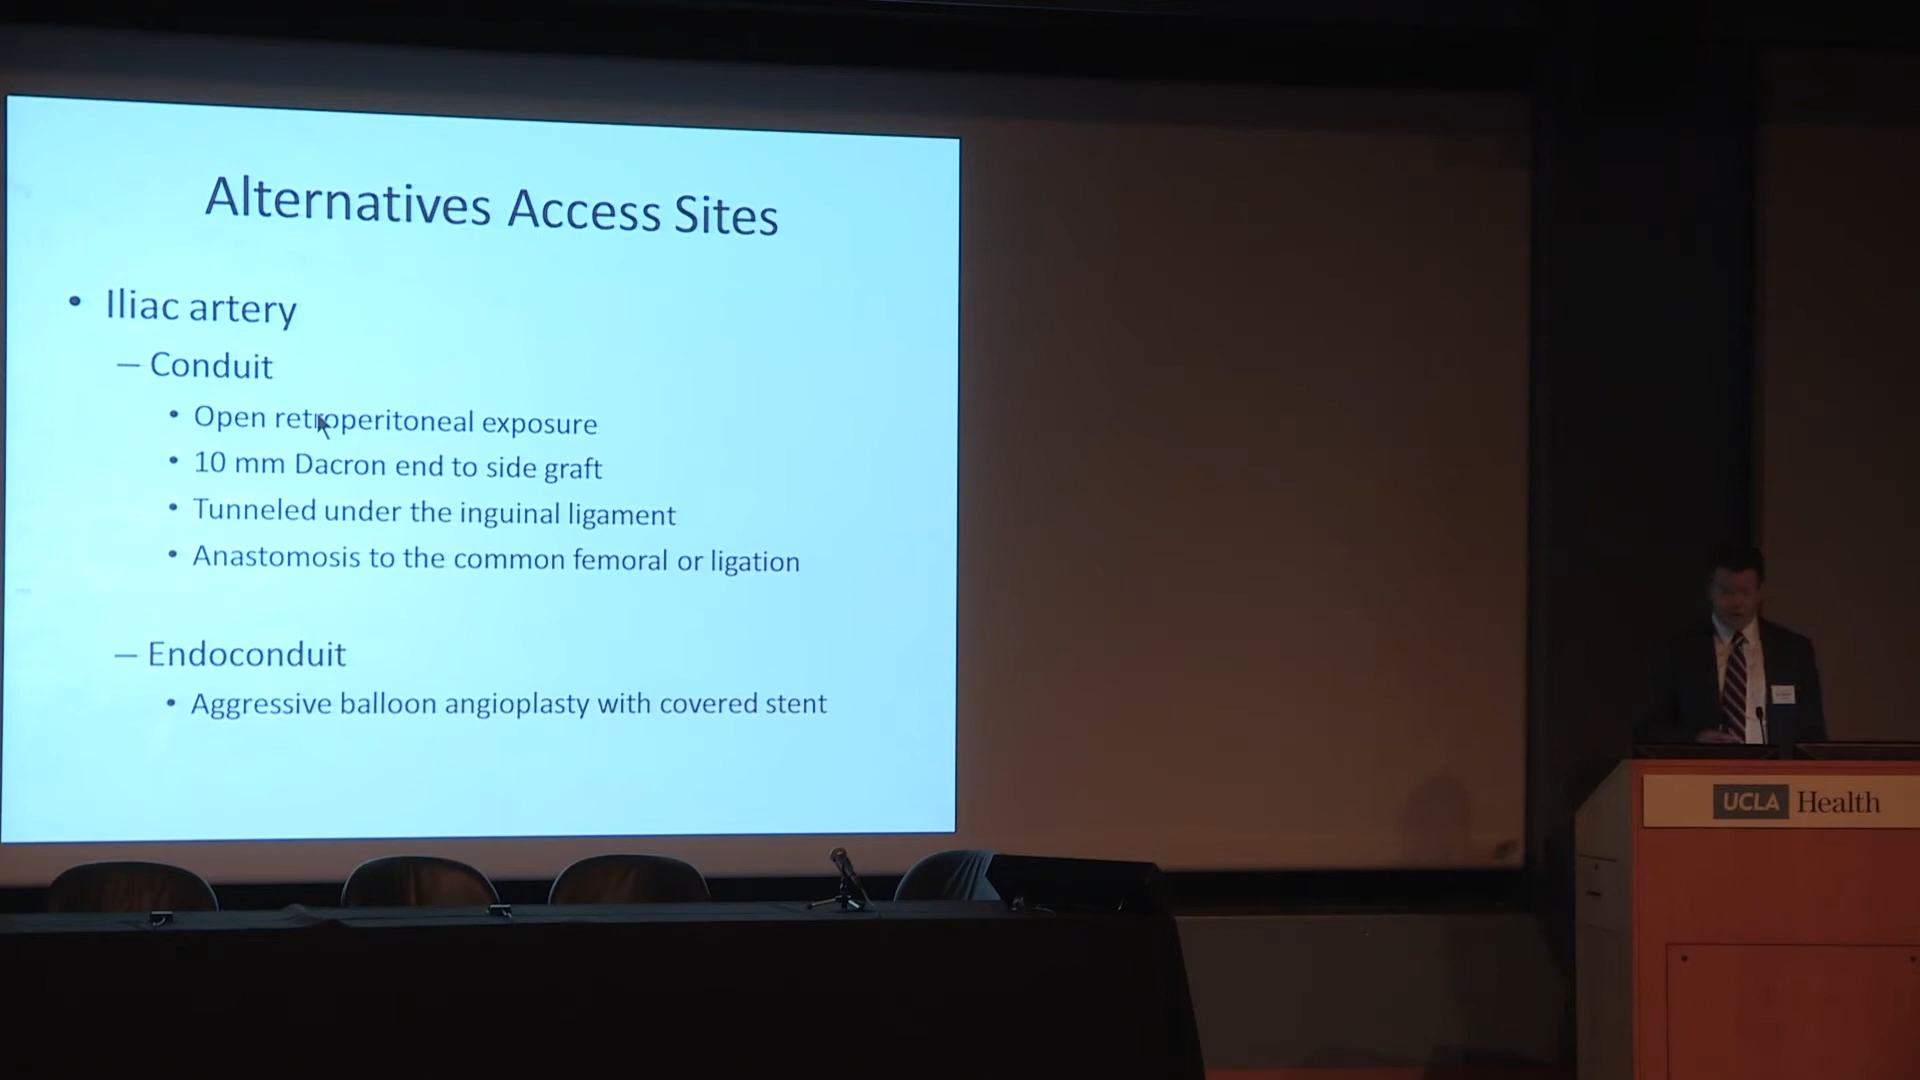 Alternatives Access Sites
• Iliac artery
– Conduit
• Open retroperitoneal exposure
• 10 mm Dacron end to side graft
• Tunneled under the inguinal ligament
• Anastomosis to the common femoral or ligation
– Endoconduit
• Aggressive balloon angioplasty with covered stent
UCLA Health